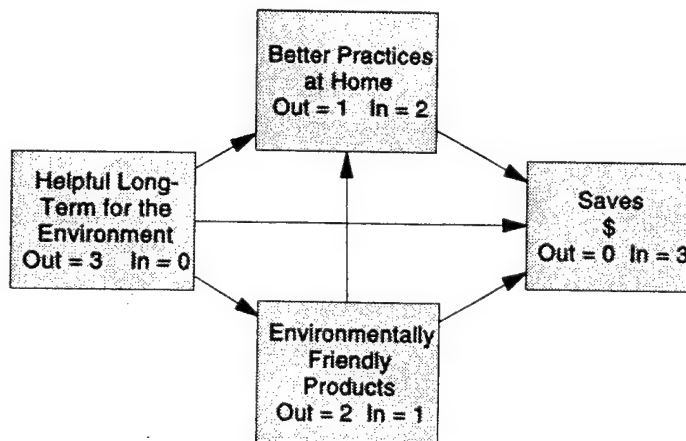 Better Practices
at Home
Out = 1 In = 2
Helpful Long-
Term for the
Environment
Out = 3 In = 0
Saves
$
Out = 0 In = 3
Environmentally
Friendly
Products
Out = 2 In = 1